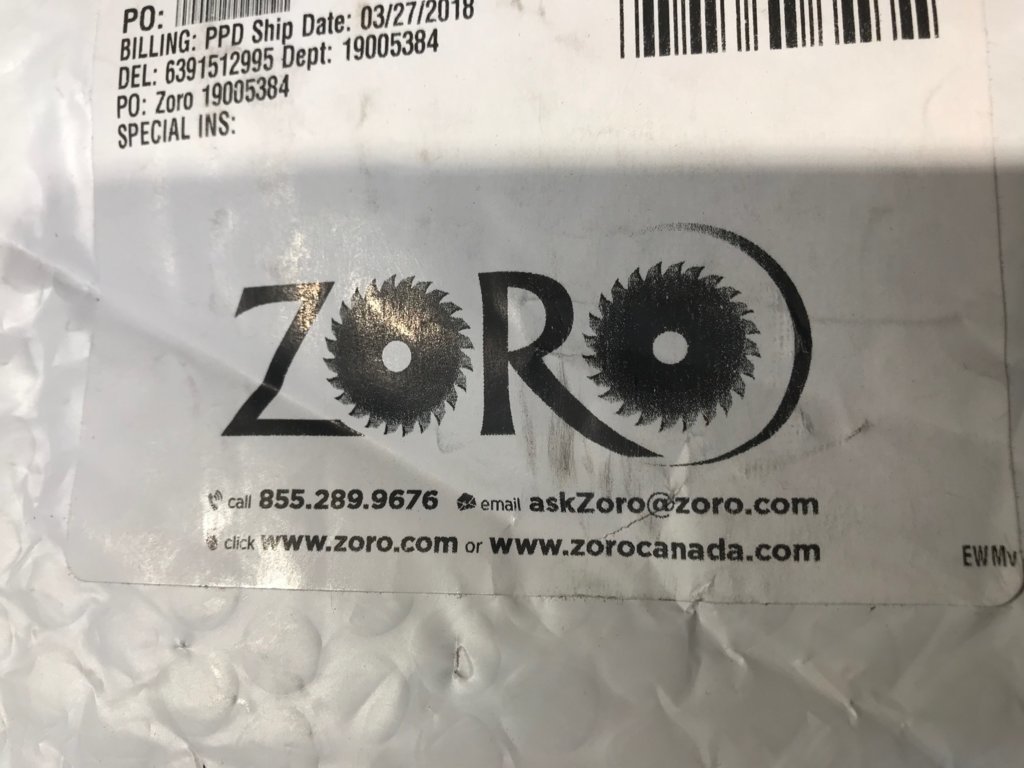 PO:
BILLING: PPD Ship Date: 03/27/2018
DEL: 6391512995 Dept: 19005384
PO: Zoro 19005384
SPECIAL INS:
ZORO
call 855.289.9676 email askZoro@zoro.com
click www.zoro.com or www.zorocanada.com
EWMv